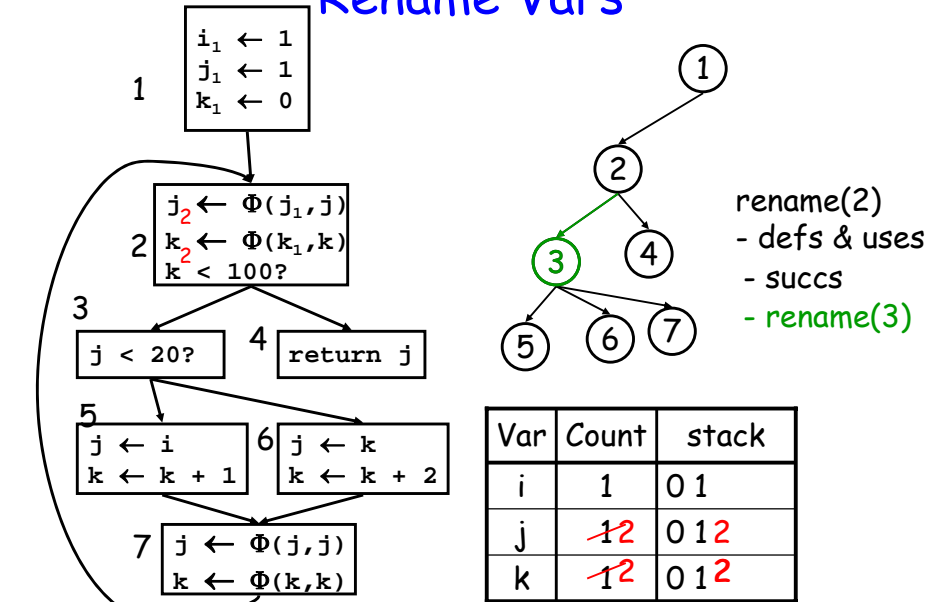 Rename Vars
1
i₁ ← 1
j₁ ← 1
k₁ ← 0
2
j₂ ← Φ(j₁,j)
k₂ ← Φ(k₁,k)
k < 100?
3
j < 20?
4
return j
5
j ← i
k ← k + 1
6
j ← k
k ← k + 2
7
j ← Φ(j,j)
k ← Φ(k,k)
1
2
3
4
5
6
7
rename(2)
- defs & uses
- succs
- rename(3)
Var Count stack
i 1 0 1
j 1 2 0 1 2
k 1 2 0 1 2